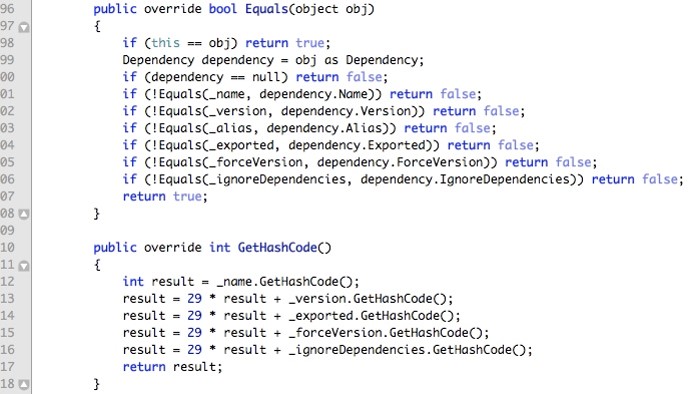 96 public override bool Equals(object obj)
97 {
98 if (this == obj) return true;
99 Dependency dependency = obj as Dependency;
00 if (dependency == null) return false;
01 if (!Equals(_name, dependency.Name)) return false;
02 if (!Equals(_version, dependency.Version)) return false;
03 if (!Equals(_alias, dependency.Alias)) return false;
04 if (!Equals(_exported, dependency.Exported)) return false;
05 if (!Equals(_forceVersion, dependency.ForceVersion)) return false;
06 if (!Equals(_ignoreDependencies, dependency.IgnoreDependencies)) return false;
07 return true;
08 }
09
10 public override int GetHashCode()
11 {
12 int result = _name.GetHashCode();
13 result = 29 * result + _version.GetHashCode();
14 result = 29 * result + _exported.GetHashCode();
15 result = 29 * result + _forceVersion.GetHashCode();
16 result = 29 * result + _ignoreDependencies.GetHashCode();
17 return result;
18 }